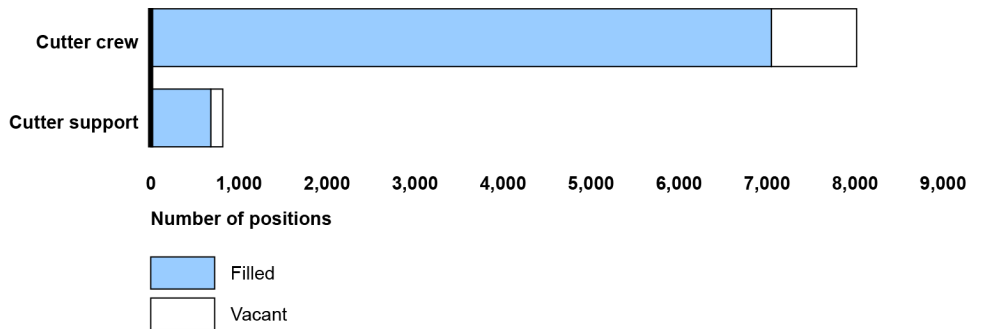 Cutter crew
Cutter support
0 1,000 2,000 3,000 4,000 5,000 6,000 7,000 8,000 9,000
Number of positions
Filled
Vacant